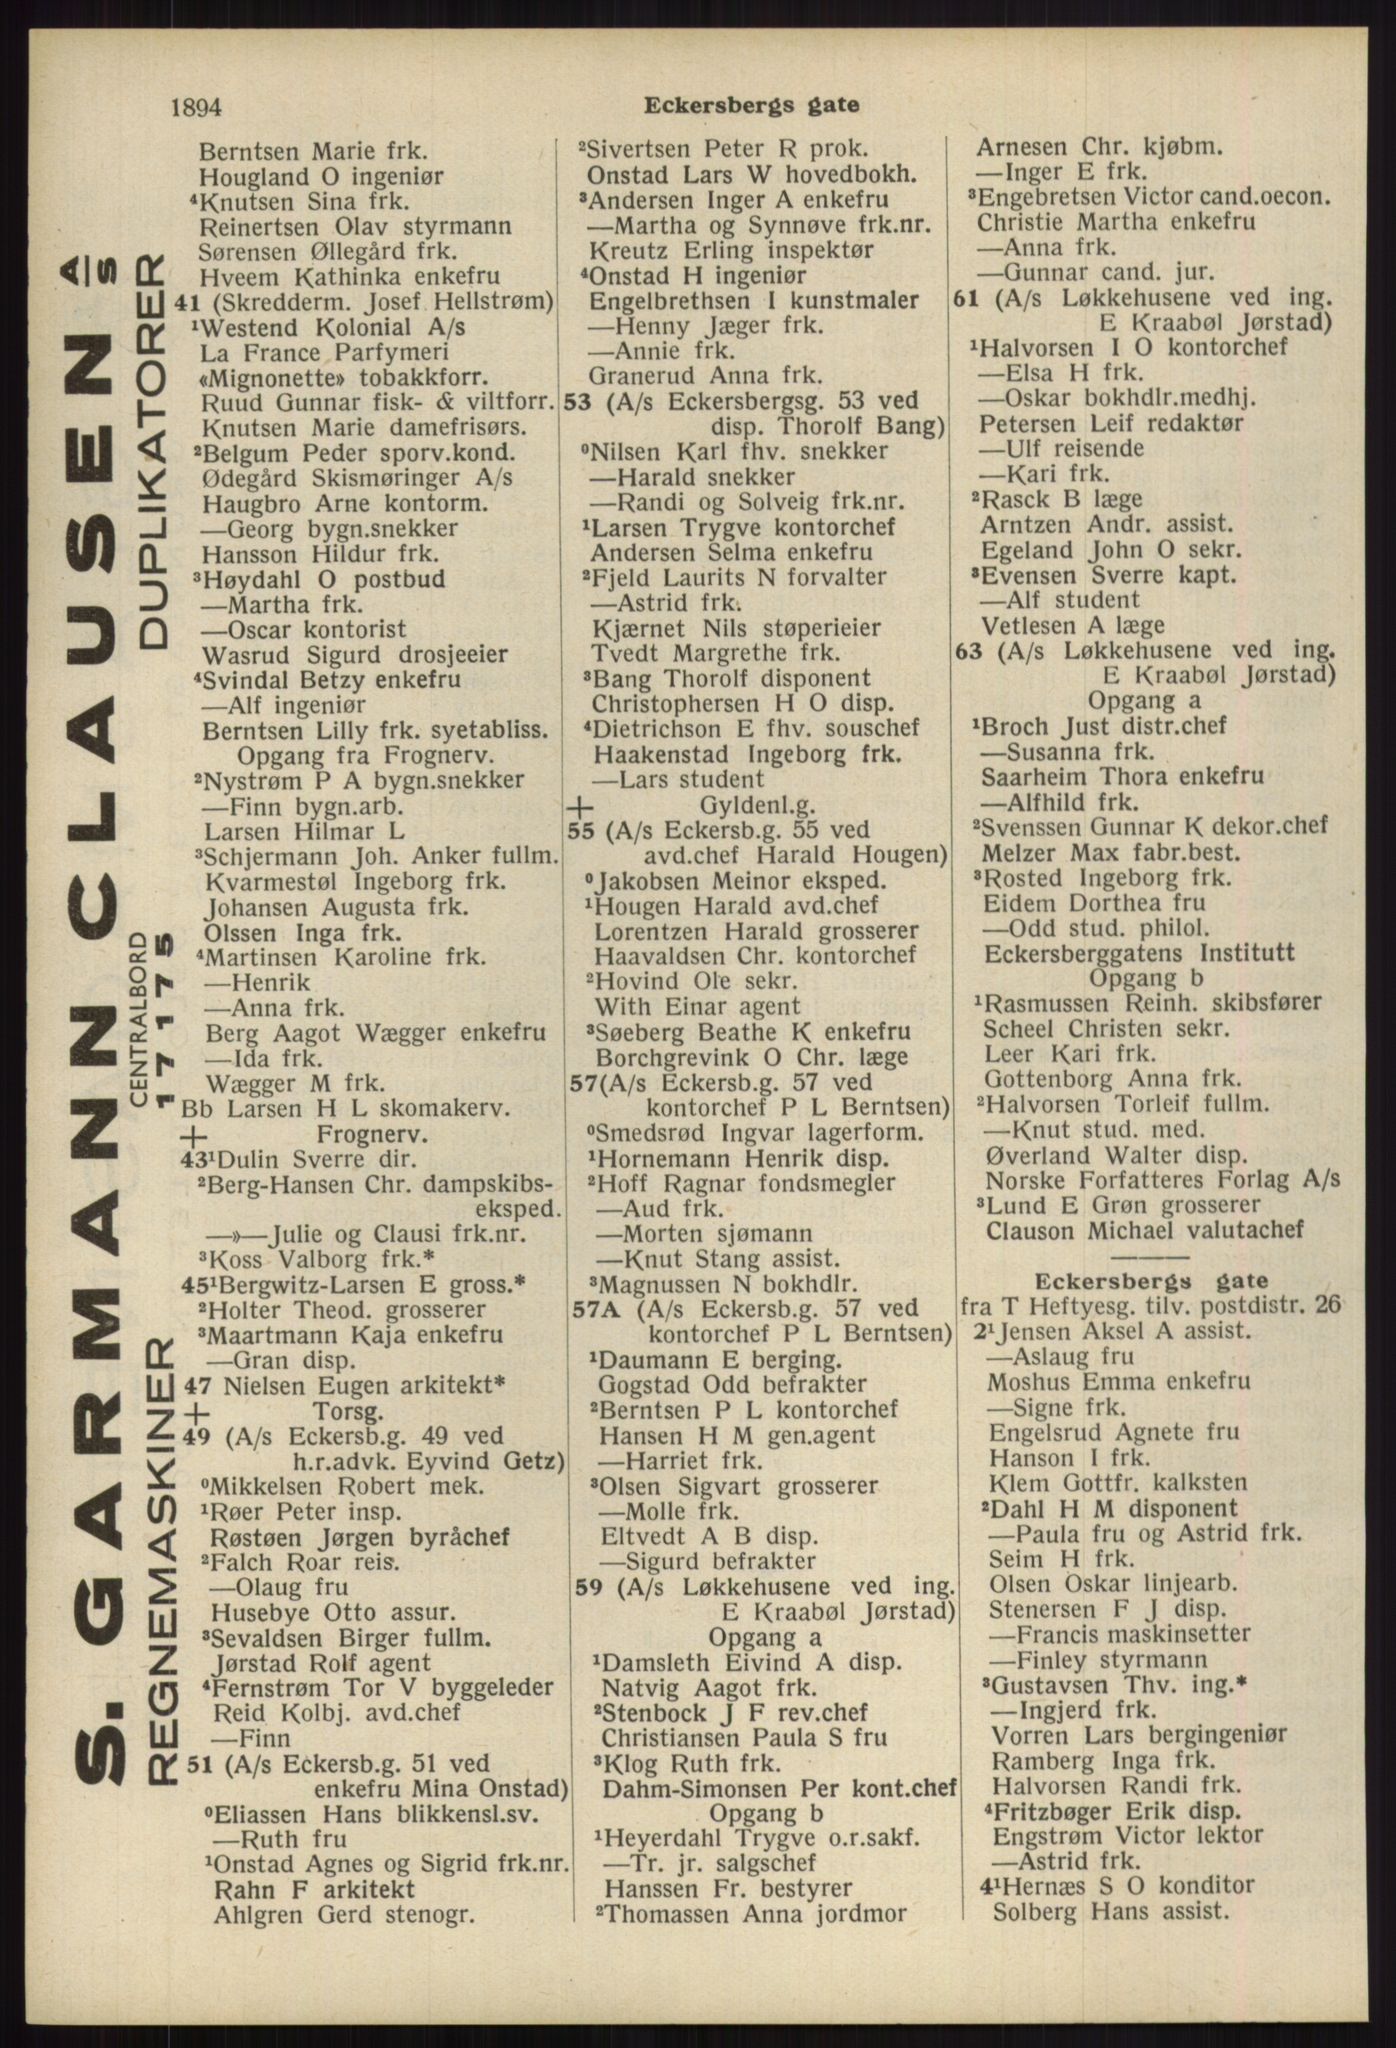 1894
Eckersbergs gate
S. GARMANN CLAUSEN A/S
REGNEMASKINER
CENTRALBORD
17175
DUPLIKATORER
Berntsen Marie frk.
Hougland O ingeniør
⁴Knutsen Sina frk.
Reinertsen Olav styrmann
Sørensen Øllegård frk.
Hveem Kathinka enkefru
41 (Skredderm. Josef Hellstrøm)
¹Westend Kolonial A/s
La France Parfymeri
«Mignonette» tobakkforr.
Ruud Gunnar fisk- & viltforr.
Knutsen Marie damefrisørs.
²Belgum Peder sporv.kond.
Ødegård Skismøringer A/s
Haugbro Arne kontorm.
—Georg bygn.snekker
Hansson Hildur frk.
³Høydahl O postbud
—Martha frk.
—Oscar kontorist
Wasrud Sigurd drosjeeier
⁴Svindal Betzy enkefru
—Alf ingeniør
Berntsen Lilly frk. syetabliss.
Opgang fra Frognerv.
²Nystrøm P A bygn.snekker
—Finn bygn.arb.
Larsen Hilmar L
³Schjermann Joh. Anker fullm.
Kvarmestøl Ingeborg frk.
Johansen Augusta frk.
Olssen Inga frk.
⁴Martinsen Karoline frk.
—Henrik
—Anna frk.
Berg Aagot Wægger enkefru
—Ida frk.
Wægger M frk.
Bb Larsen H L skomakerv.
+ Frognerv.
43¹Dulin Sverre dir.
²Berg-Hansen Chr. dampskibs-
eksped.
—»—Julie og Clausi frk.nr.
³Koss Valborg frk.*
45¹Bergwitz-Larsen E gross.*
²Holter Theod. grosserer
³Maartmann Kaja enkefru
—Gran disp.
47 Nielsen Eugen arkitekt*
+ Torsg.
49 (A/s Eckersb.g. 49 ved
h.r.advk. Eyvind Getz)
⁰Mikkelsen Robert mek.
¹Røer Peter insp.
Røstøen Jørgen byråchef
²Falch Roar reis.
—Olaug fru
Husebye Otto assur.
³Sevaldsen Birger fullm.
Jørstad Rolf agent
⁴Fernstrøm Tor V byggeleder
Reid Kolbj. avd.chef
—Finn
51 (A/s Eckersb.g. 51 ved
enkefru Mina Onstad)
⁰Eliassen Hans blikkensl.sv.
—Ruth fru
¹Onstad Agnes og Sigrid frk.nr.
Rahn F arkitekt
Ahlgren Gerd stenogr.
²Sivertsen Peter R prok.
Onstad Lars W hovedbokh.
³Andersen Inger A enkefru
—Martha og Synnøve frk.nr.
Kreutz Erling inspektør
⁴Onstad H ingeniør
Engelbrethsen I kunstmaler
—Henny Jæger frk.
—Annie frk.
Granerud Anna frk.
53 (A/s Eckersbergsg. 53 ved
disp. Thorolf Bang)
⁰Nilsen Karl fhv. snekker
—Harald snekker
—Randi og Solveig frk.nr.
¹Larsen Trygve kontorchef
Andersen Selma enkefru
²Fjeld Laurits N forvalter
—Astrid frk.
Kjærnet Nils støperieier
Tvedt Margrethe frk.
³Bang Thorolf disponent
Christophersen H O disp.
⁴Dietrichson E fhv. souschef
Haakenstad Ingeborg frk.
—Lars student
+ Gyldenl.g.
55 (A/s Eckersb.g. 55 ved
avd.chef Harald Hougen)
⁰Jakobsen Meinor eksped.
¹Hougen Harald avd.chef
Lorentzen Harald grosserer
Haavaldsen Chr. kontorchef
²Hovind Ole sekr.
With Einar agent
³Søeberg Beathe K enkefru
Borchgrevink O Chr. læge
57(A/s Eckersb.g. 57 ved
kontorchef P L Berntsen)
⁰Smedsrød Ingvar lagerform.
¹Hornemann Henrik disp.
²Hoff Ragnar fondsmegler
—Aud frk.
—Morten sjømann
—Knut Stang assist.
³Magnussen N bokhdlr.
57A (A/s Eckersb.g. 57 ved
kontorchef P L Berntsen)
¹Daumann E berging.
Gogstad Odd befrakter
²Berntsen P L kontorchef
Hansen H M gen.agent
—Harriet frk.
³Olsen Sigvart grosserer
—Molle frk.
Eltvedt A B disp.
—Sigurd befrakter
59 (A/s Løkkehusene ved ing.
E Kraabøl Jørstad)
Opgang a
¹Damsleth Eivind A disp.
Natvig Aagot frk.
²Stenbock J F rev.chef
Christiansen Paula S fru
³Klog Ruth frk.
Dahm-Simonsen Per kont.chef
Opgang b
¹Heyerdahl Trygve o.r.sakf.
—Tr. jr. salgschef
Hanssen Fr. bestyrer
²Thomassen Anna jordmor
Arnesen Chr. kjøbm.
—Inger E frk.
³Engebretsen Victor cand.oecon.
Christie Martha enkefru
—Anna frk.
—Gunnar cand. jur.
61 (A/s Løkkehusene ved ing.
E Kraabøl Jørstad)
¹Halvorsen I O kontorchef
—Elsa H frk.
—Oskar bokhdlr.medhj.
Petersen Leif redaktør
—Ulf reisende
—Kari frk.
²Rasck B læge
Arntzen Andr. assist.
Egeland John O sekr.
³Evensen Sverre kapt.
—Alf student
Vetlesen A læge
63 (A/s Løkkehusene ved ing.
E Kraabøl Jørstad)
Opgang a
¹Broch Just distr.chef
—Susanna frk.
Saarheim Thora enkefru
—Alfhild frk.
²Svenssen Gunnar K dekor.chef
Melzer Max fabr.best.
³Rosted Ingeborg frk.
Eidem Dorthea fru
—Odd stud. philol.
Eckersberggatens Institutt
Opgang b
¹Rasmussen Reinh. skibsfører
Scheel Christen sekr.
Leer Kari frk.
Gottenborg Anna frk.
²Halvorsen Torleif fullm.
—Knut stud. med.
Øverland Walter disp.
Norske Forfatteres Forlag A/s
³Lund E Grøn grosserer
Clauson Michael valutachef
Eckersbergs gate
fra T Heftyesg. tilv. postdistr. 26
2¹Jensen Aksel A assist.
—Aslaug fru
Moshus Emma enkefru
—Signe frk.
Engelsrud Agnete fru
Hanson I frk.
Klem Gottfr. kalksten
²Dahl H M disponent
—Paula fru og Astrid frk.
Seim H frk.
Olsen Oskar linjearb.
Stenersen F J disp.
—Francis maskinsetter
—Finley styrmann
³Gustavsen Thv. ing.*
—Ingjerd frk.
Vorren Lars bergingeniør
Ramberg Inga frk.
Halvorsen Randi frk.
⁴Fritzbøger Erik disp.
Engstrøm Victor lektor
—Astrid frk.
4¹Hernæs S O konditor
Solberg Hans assist.